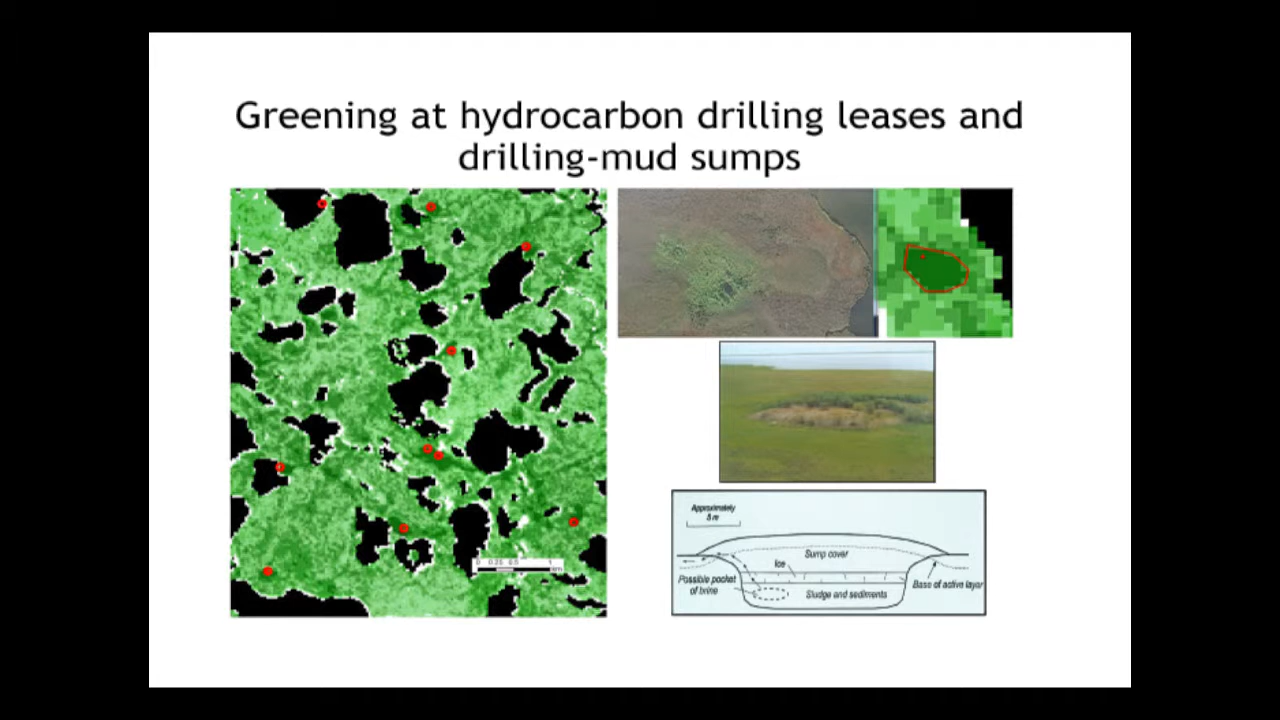 Greening at hydrocarbon drilling leases and
drilling-mud sumps
Approximately
5 m
Sump cover
Ice
Possible pocket
of brine
Base of active layer
Sludge and sediments